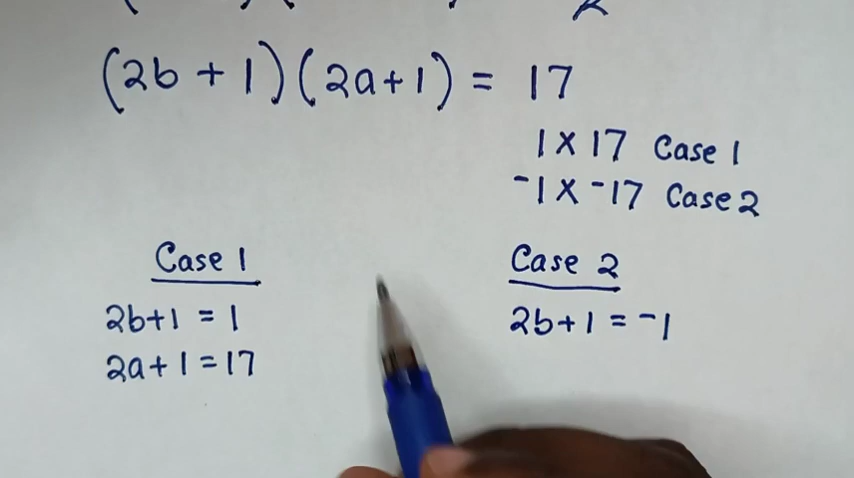 (2b + 1)(2a+1) = 17
1 X 17 Case 1
-1 X -17 Case 2
Case 1
2b+1 = 1
2a+1 = 17
Case 2
2b+1 = -1